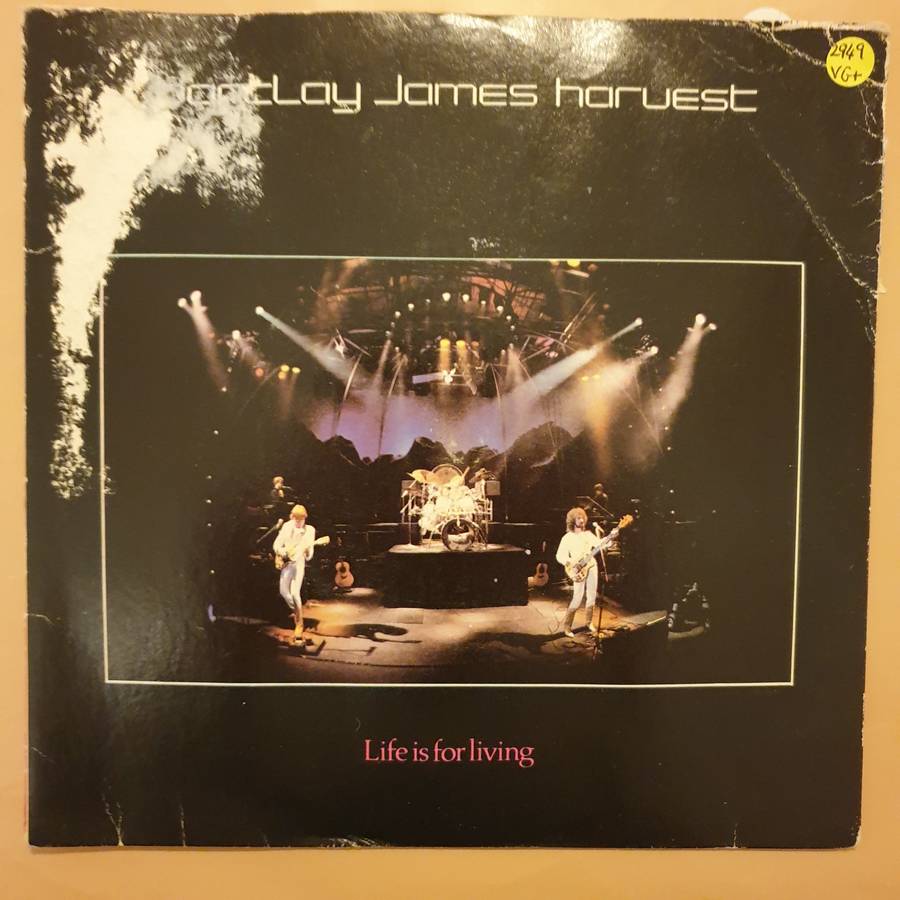 Barclay James harvest
2949
VG+
Life is for living